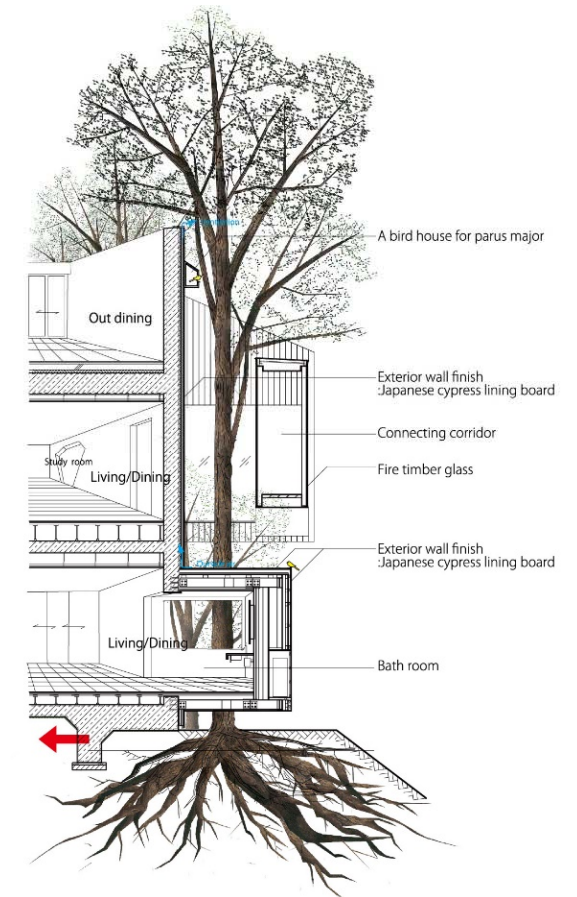 Ventilation
A bird house for parus major
Out dining
Exterior wall finish
:Japanese cypress lining board
Connecting corridor
Study room
Living/Dining
Fire timber glass
Exterior wall finish
:Japanese cypress lining board
Living/Dining
Bath room